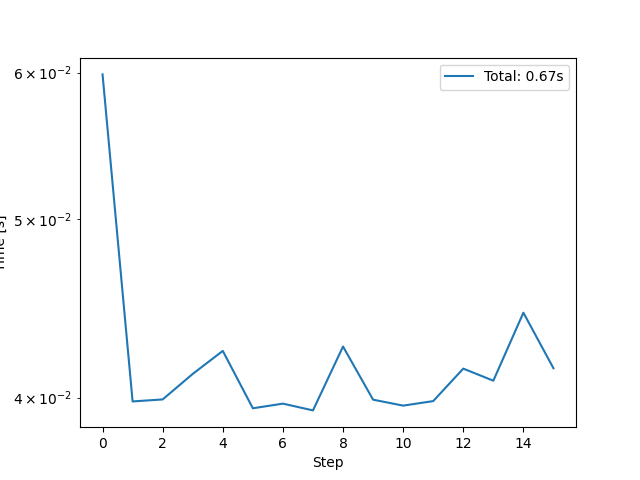 Total: 0.67s
6 × 10⁻²
5 × 10⁻²
4 × 10⁻²
[s]
0 2 4 6 8 10 12 14
Step